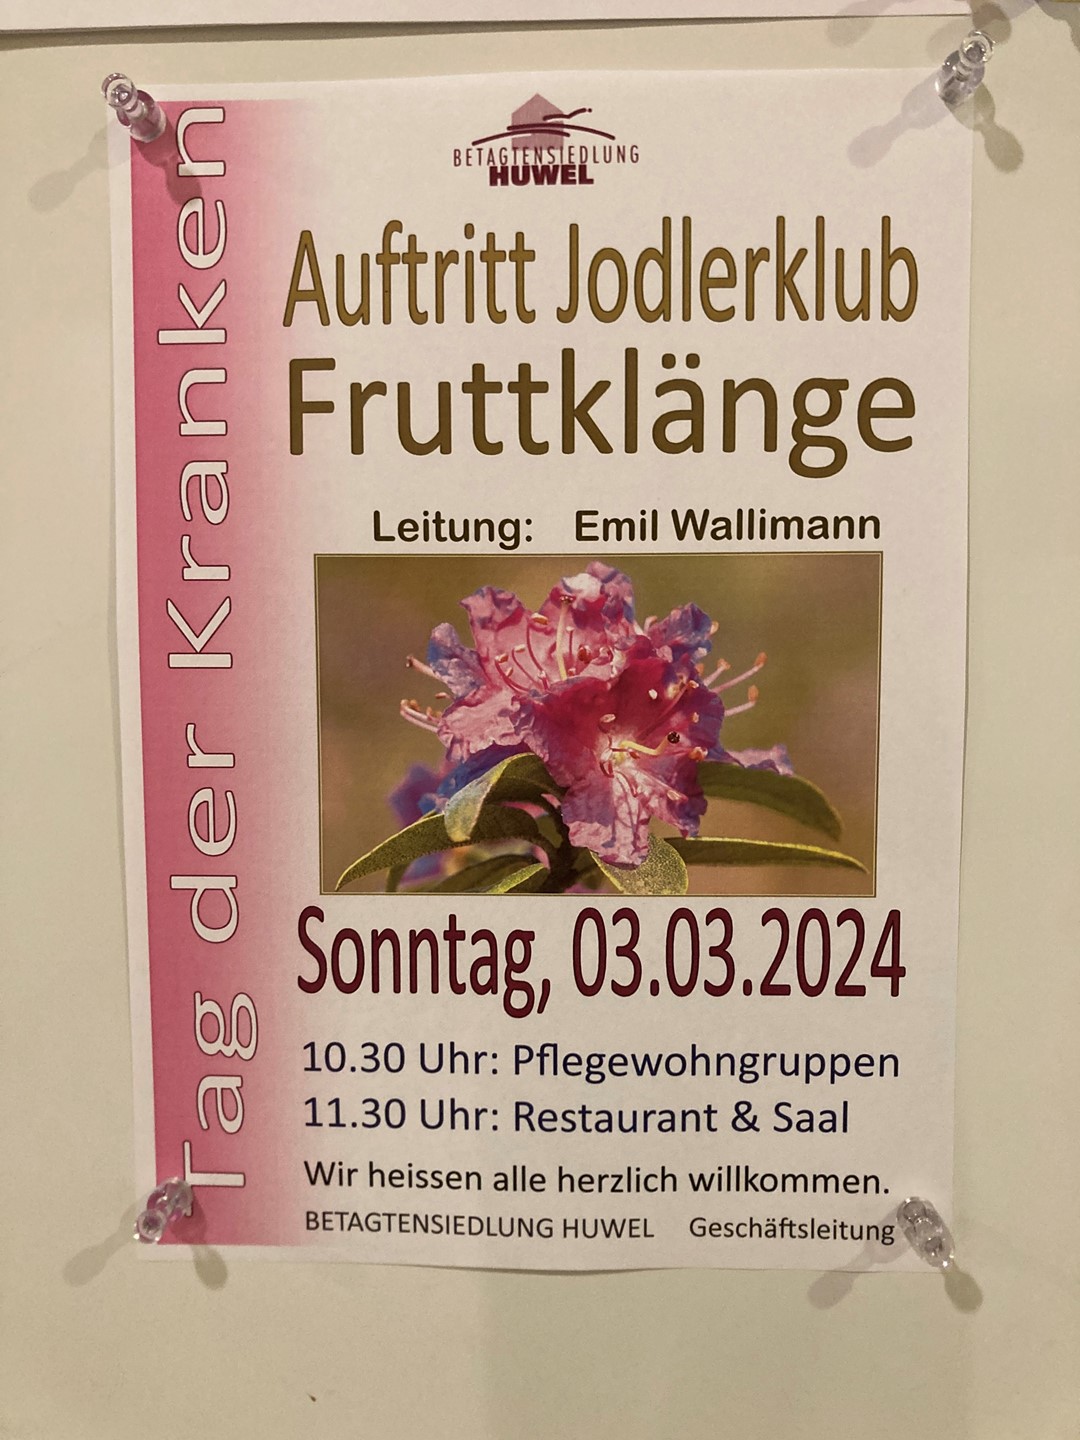 Tag der Kranken
BETAGTENSIEDLUNG
HUWEL
Auftritt Jodlerklub
Fruttklänge
Leitung: Emil Wallimann
Sonntag, 03.03.2024
10.30 Uhr: Pflegewohngruppen
11.30 Uhr: Restaurant & Saal
Wir heissen alle herzlich willkommen.
BETAGTENSIEDLUNG HUWEL Geschäftsleitung